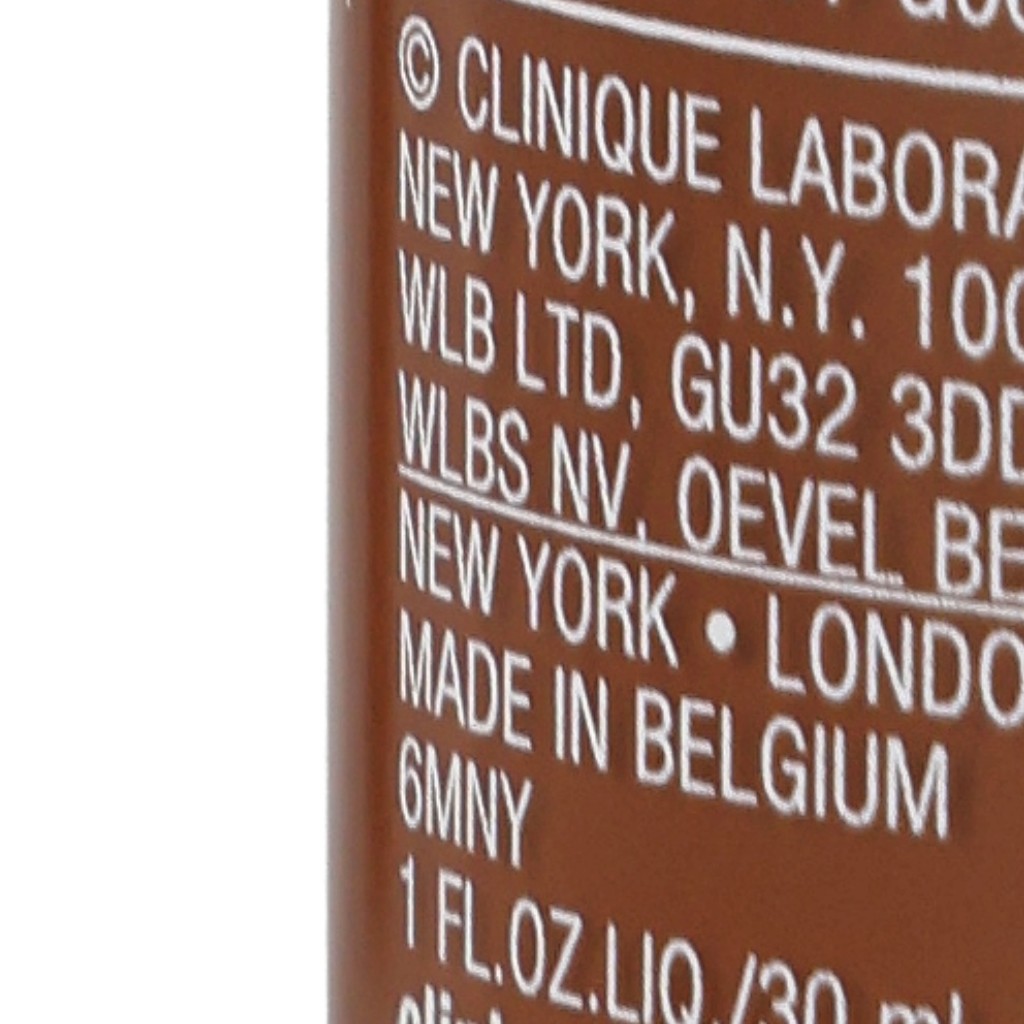 © CLINIQUE LABORA
NEW YORK, N.Y. 100
WLB LTD, GU32 3DD
WLBS NV, OEVEL, BE
NEW YORK • LONDO
MADE IN BELGIUM
6MNY
1 FL.OZ.LIQ./30 ml